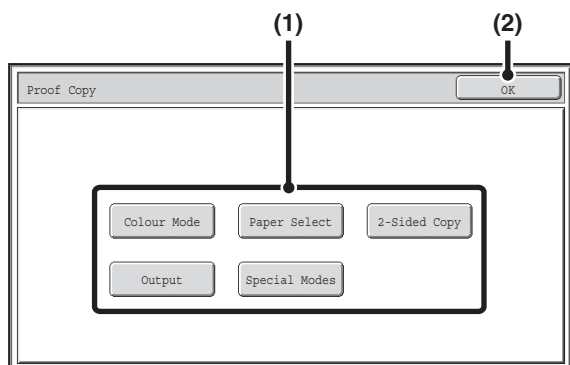 (1) (2)
Proof Copy OK
Colour Mode Paper Select 2-Sided Copy
Output Special Modes